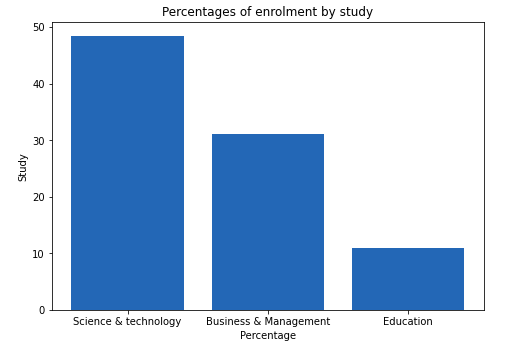 Percentages of enrolment by study
50
40
30
20
10
0
Study
Science & technology
Business & Management
Education
Percentage